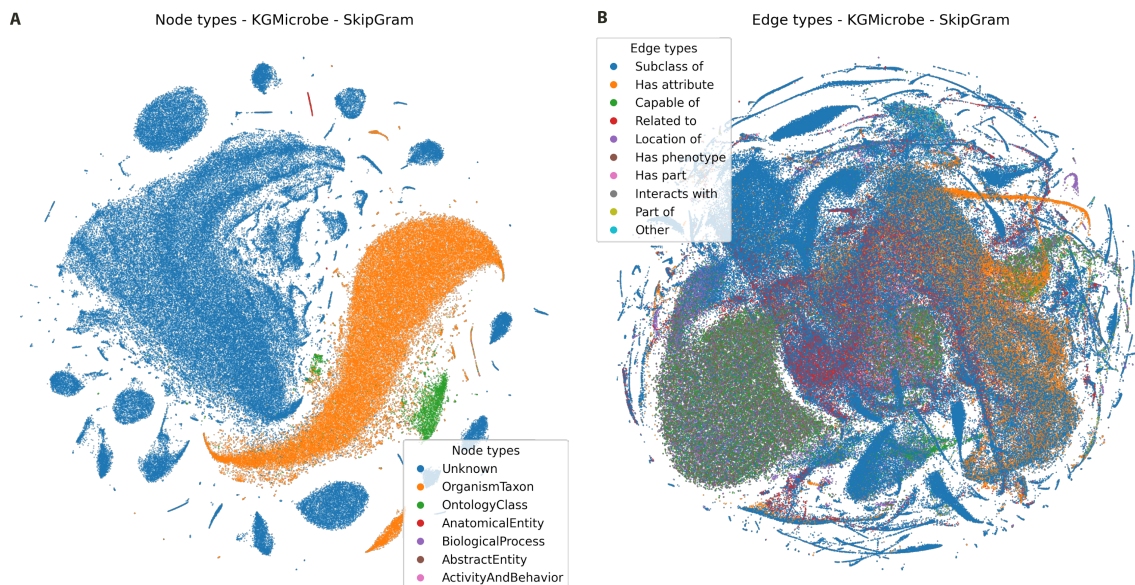 A
Node types - KGMicrobe - SkipGram
Node types
Unknown
OrganismTaxon
OntologyClass
AnatomicalEntity
BiologicalProcess
AbstractEntity
ActivityAndBehavior
B
Edge types - KGMicrobe - SkipGram
Edge types
Subclass of
Has attribute
Capable of
Related to
Location of
Has phenotype
Has part
Interacts with
Part of
Other